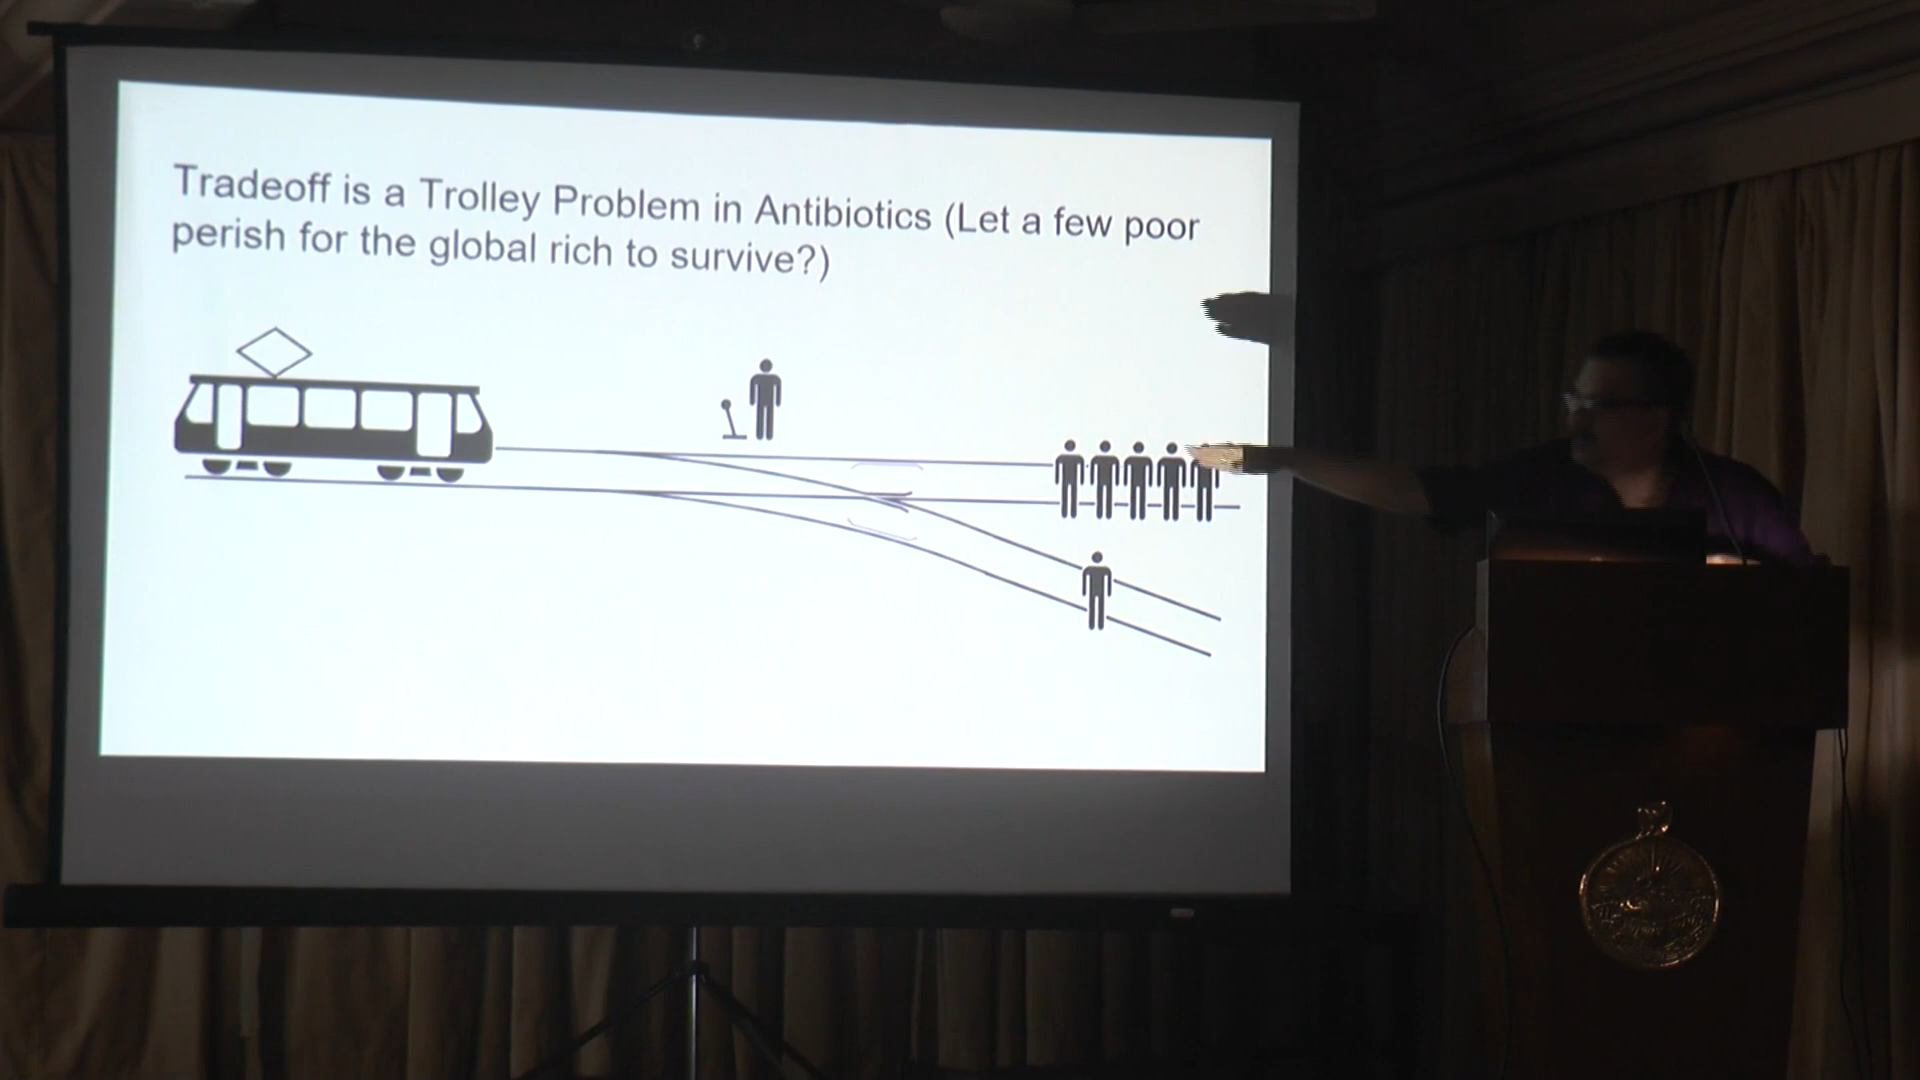 Tradeoff is a Trolley Problem in Antibiotics (Let a few poor
perish for the global rich to survive?)